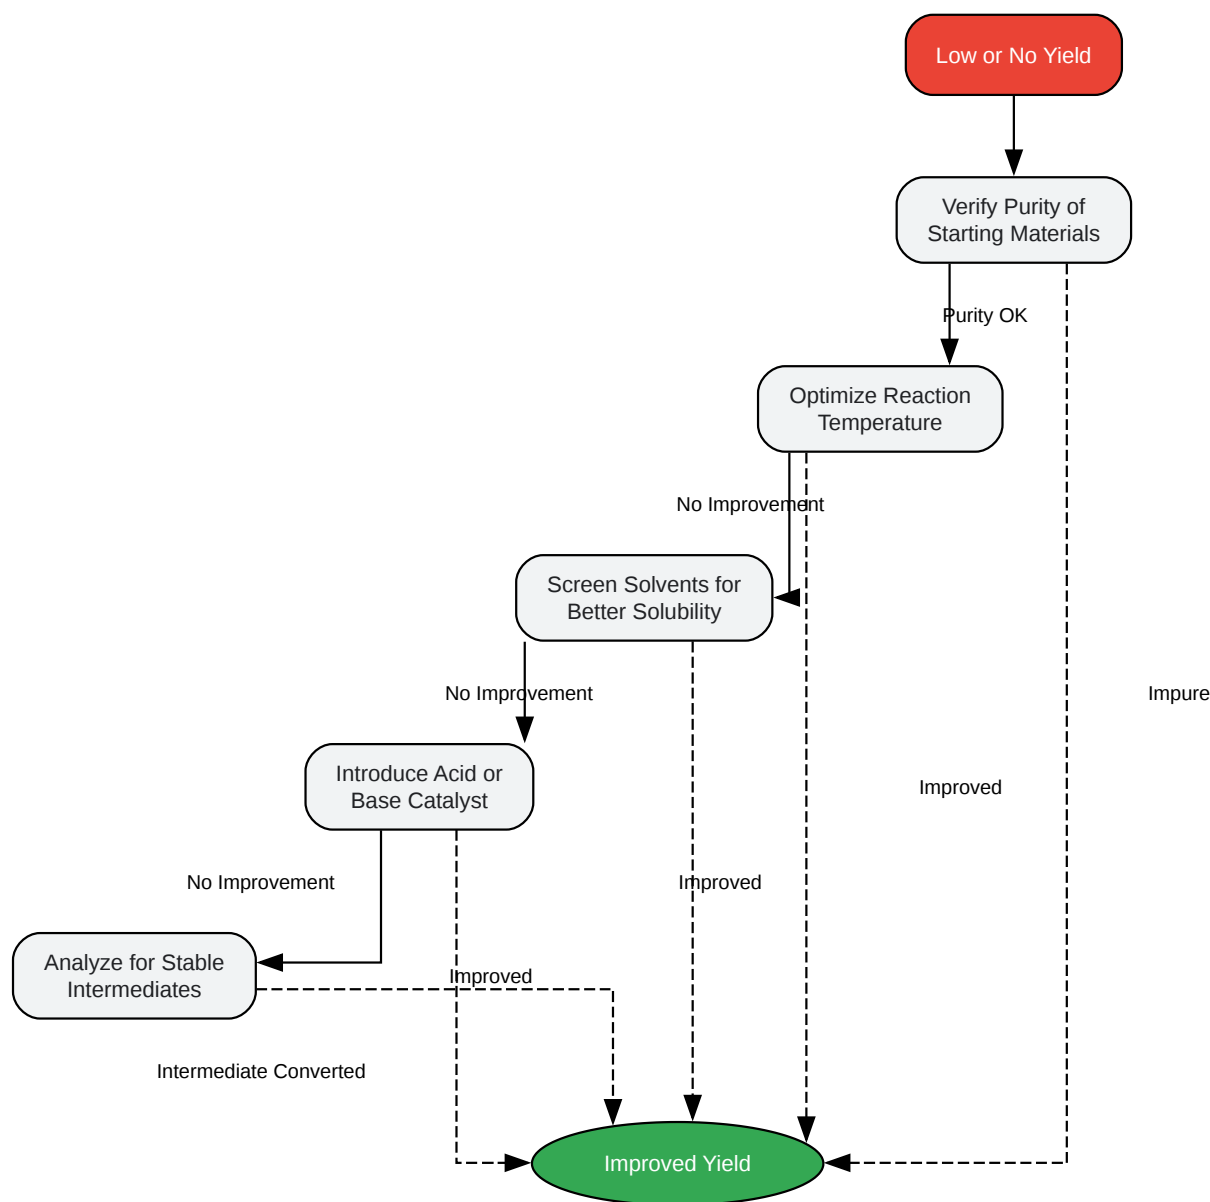 Low or No Yield
Verify Purity of
Starting Materials
Purity OK
Optimize Reaction
Temperature
No Improvement
Screen Solvents for
Better Solubility
No Improvement
Impure
Introduce Acid or
Base Catalyst
Improved
No Improvement
Improved
Analyze for Stable
Intermediates
Improved
Intermediate Converted
Improved Yield